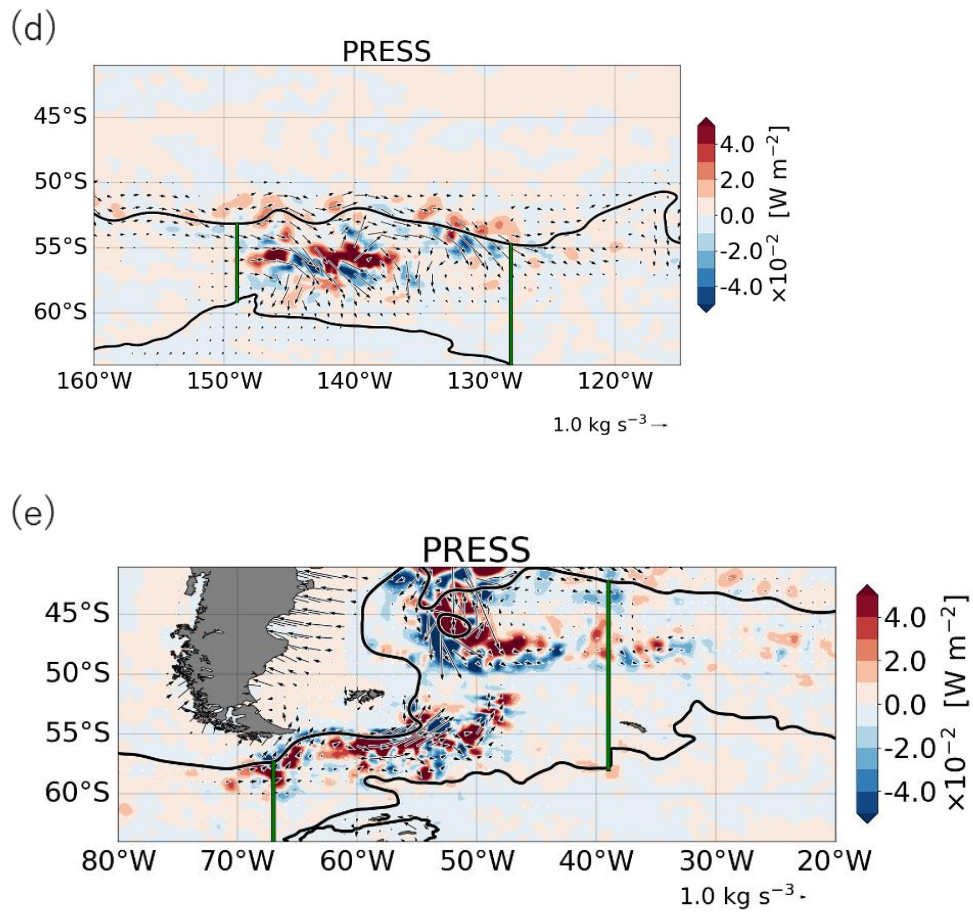 (d)
PRESS
45°S
50°S
55°S
60°S
160°W 150°W 140°W 130°W 120°W
4.0
2.0
0.0
-2.0
-4.0
×10⁻² [W m⁻²]
1.0 kg s⁻³
(e)
PRESS
45°S
50°S
55°S
60°S
80°W 70°W 60°W 50°W 40°W 30°W 20°W
4.0
2.0
0.0
-2.0
-4.0
×10⁻² [W m⁻²]
1.0 kg s⁻³